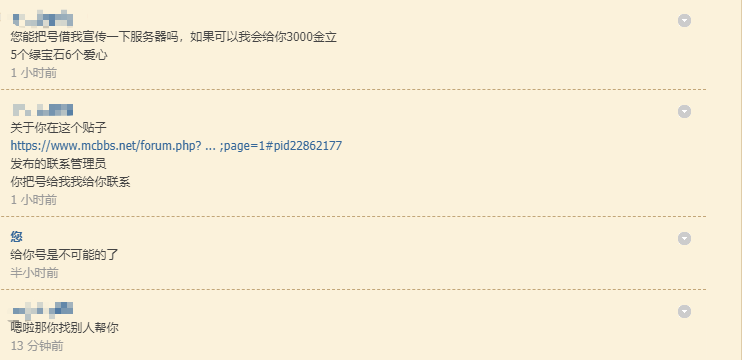 您能把号借我宣传一下服务器吗，如果可以我会给你3000金立
5个绿宝石6个爱心
1 小时前
关于你在这个贴子
https://www.mcbbs.net/forum.php? ... ;page=1#pid22862177
发布的联系管理员
你把号给我我给你联系
1 小时前
您
给你号是不可能的了
半小时前
嗯啦那你找别人帮你
13 分钟前